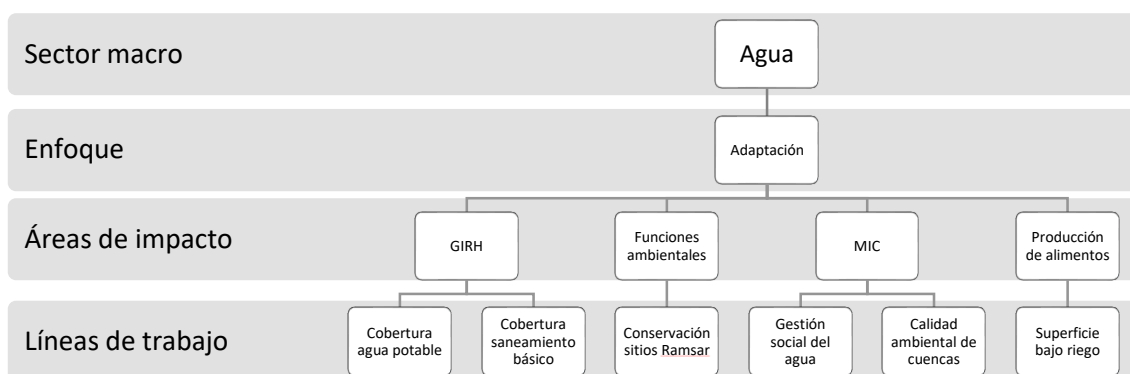 Sector macro
Agua
Enfoque
Adaptación
Áreas de impacto
GIRH
Funciones
ambientales
MIC
Producción
de alimentos
Líneas de trabajo
Cobertura
agua potable
Cobertura
saneamiento
básico
Conservación
sitios Ramsar
Gestión
social del
agua
Calidad
ambiental de
cuencas
Superficie
bajo riego